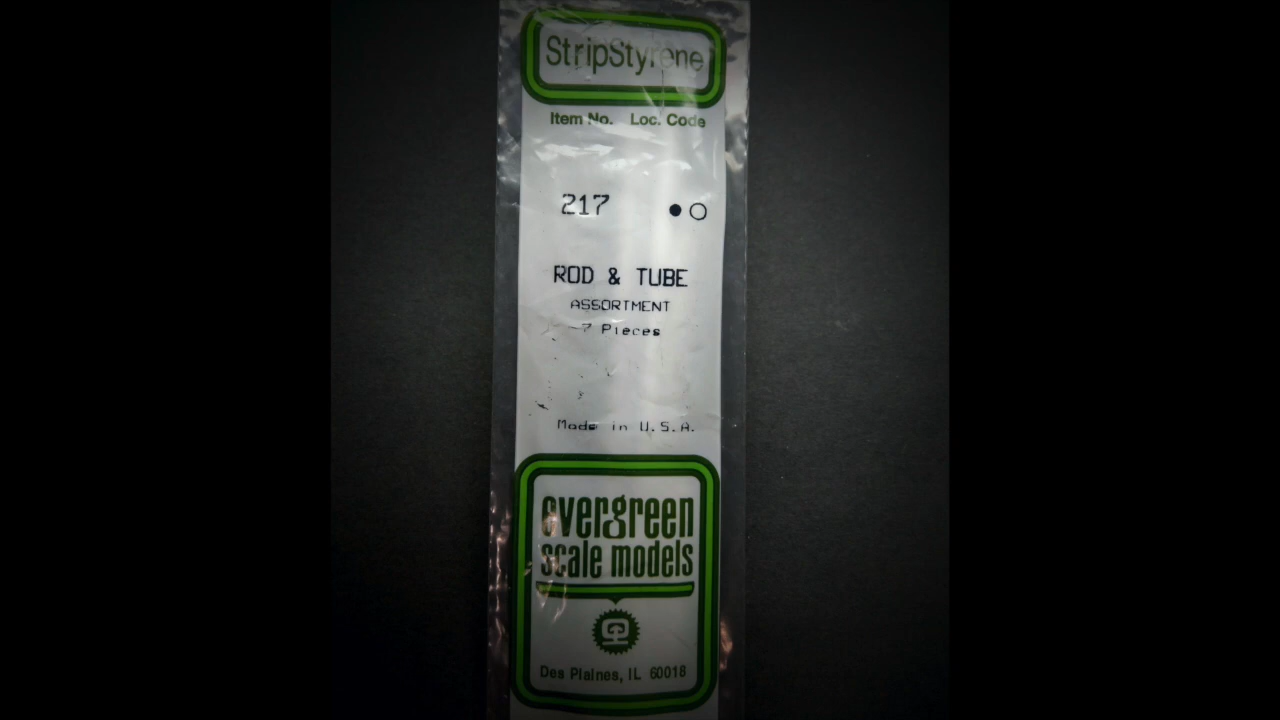 StripStyrene
Item No. Loc. Code
217
ROD & TUBE
ASSORTMENT
7 Pieces
Made in U.S.A.
evergreen
scale models
Des Plaines, IL 60018